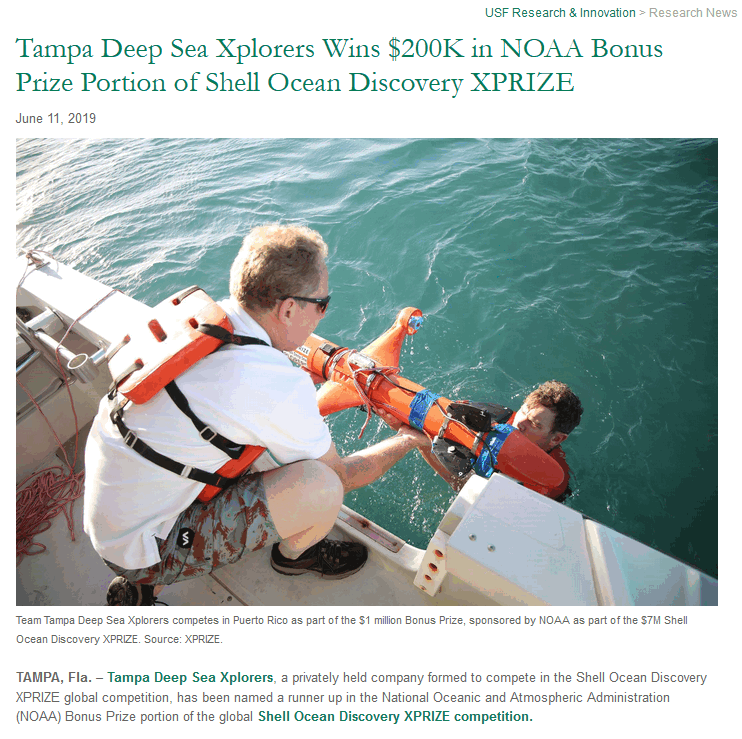 USF Research & Innovation > Research News
Tampa Deep Sea Xplorers Wins $200K in NOAA Bonus
Prize Portion of Shell Ocean Discovery XPRIZE
June 11, 2019
Team Tampa Deep Sea Xplorers competes in Puerto Rico as part of the $1 million Bonus Prize, sponsored by NOAA as part of the $7M Shell
Ocean Discovery XPRIZE. Source: XPRIZE.
TAMPA, Fla. – Tampa Deep Sea Xplorers, a privately held company formed to compete in the Shell Ocean Discovery
XPRIZE global competition, has been named a runner up in the National Oceanic and Atmospheric Administration
(NOAA) Bonus Prize portion of the global Shell Ocean Discovery XPRIZE competition.